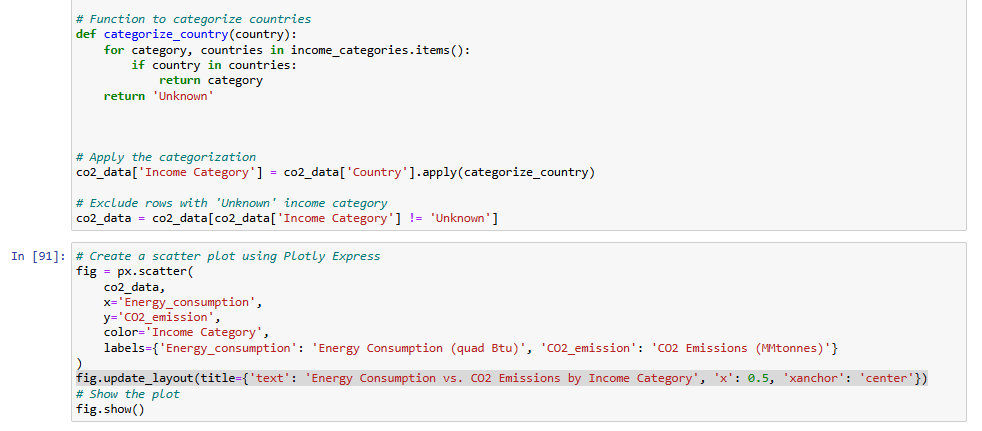 # Function to categorize countries
def categorize_country(country):
    for category, countries in income_categories.items():
        if country in countries:
            return category
    return 'Unknown'
# Apply the categorization
co2_data['Income Category'] = co2_data['Country'].apply(categorize_country)
# Exclude rows with 'Unknown' income category
co2_data = co2_data[co2_data['Income Category'] != 'Unknown']
In [91]: # Create a scatter plot using Plotly Express
fig = px.scatter(
    co2_data,
    x='Energy_consumption',
    y='CO2_emission',
    color='Income Category',
    labels={'Energy_consumption': 'Energy Consumption (quad Btu)', 'CO2_emission': 'CO2 Emissions (MMtonnes)'}
)
fig.update_layout(title={'text': 'Energy Consumption vs. CO2 Emissions by Income Category', 'x': 0.5, 'xanchor': 'center'})
# Show the plot
fig.show()